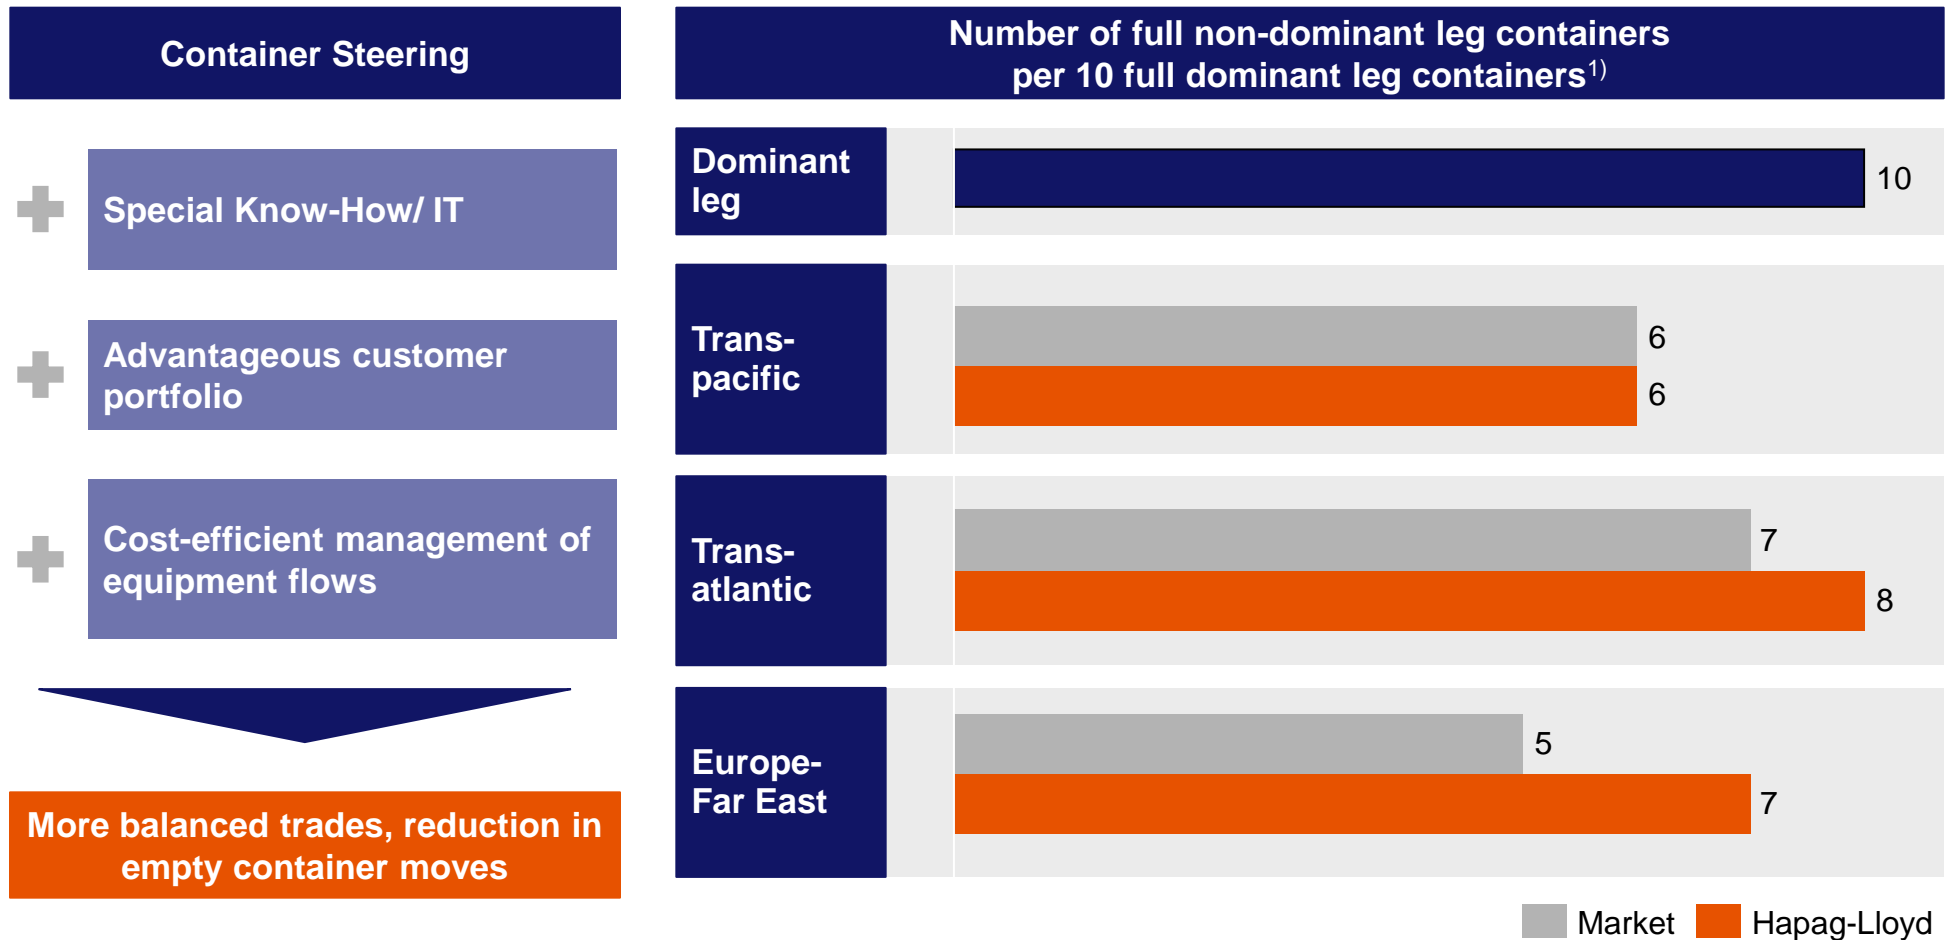 Container Steering
Special Know-How/ IT
Advantageous customer
portfolio
Cost-efficient management of
equipment flows
More balanced trades, reduction in
empty container moves
Number of full non-dominant leg containers
per 10 full dominant leg containers1)
Dominant
leg
10
Trans-
pacific
6
6
Trans-
atlantic
7
8
Europe-
Far East
5
7
Market
Hapag-Lloyd